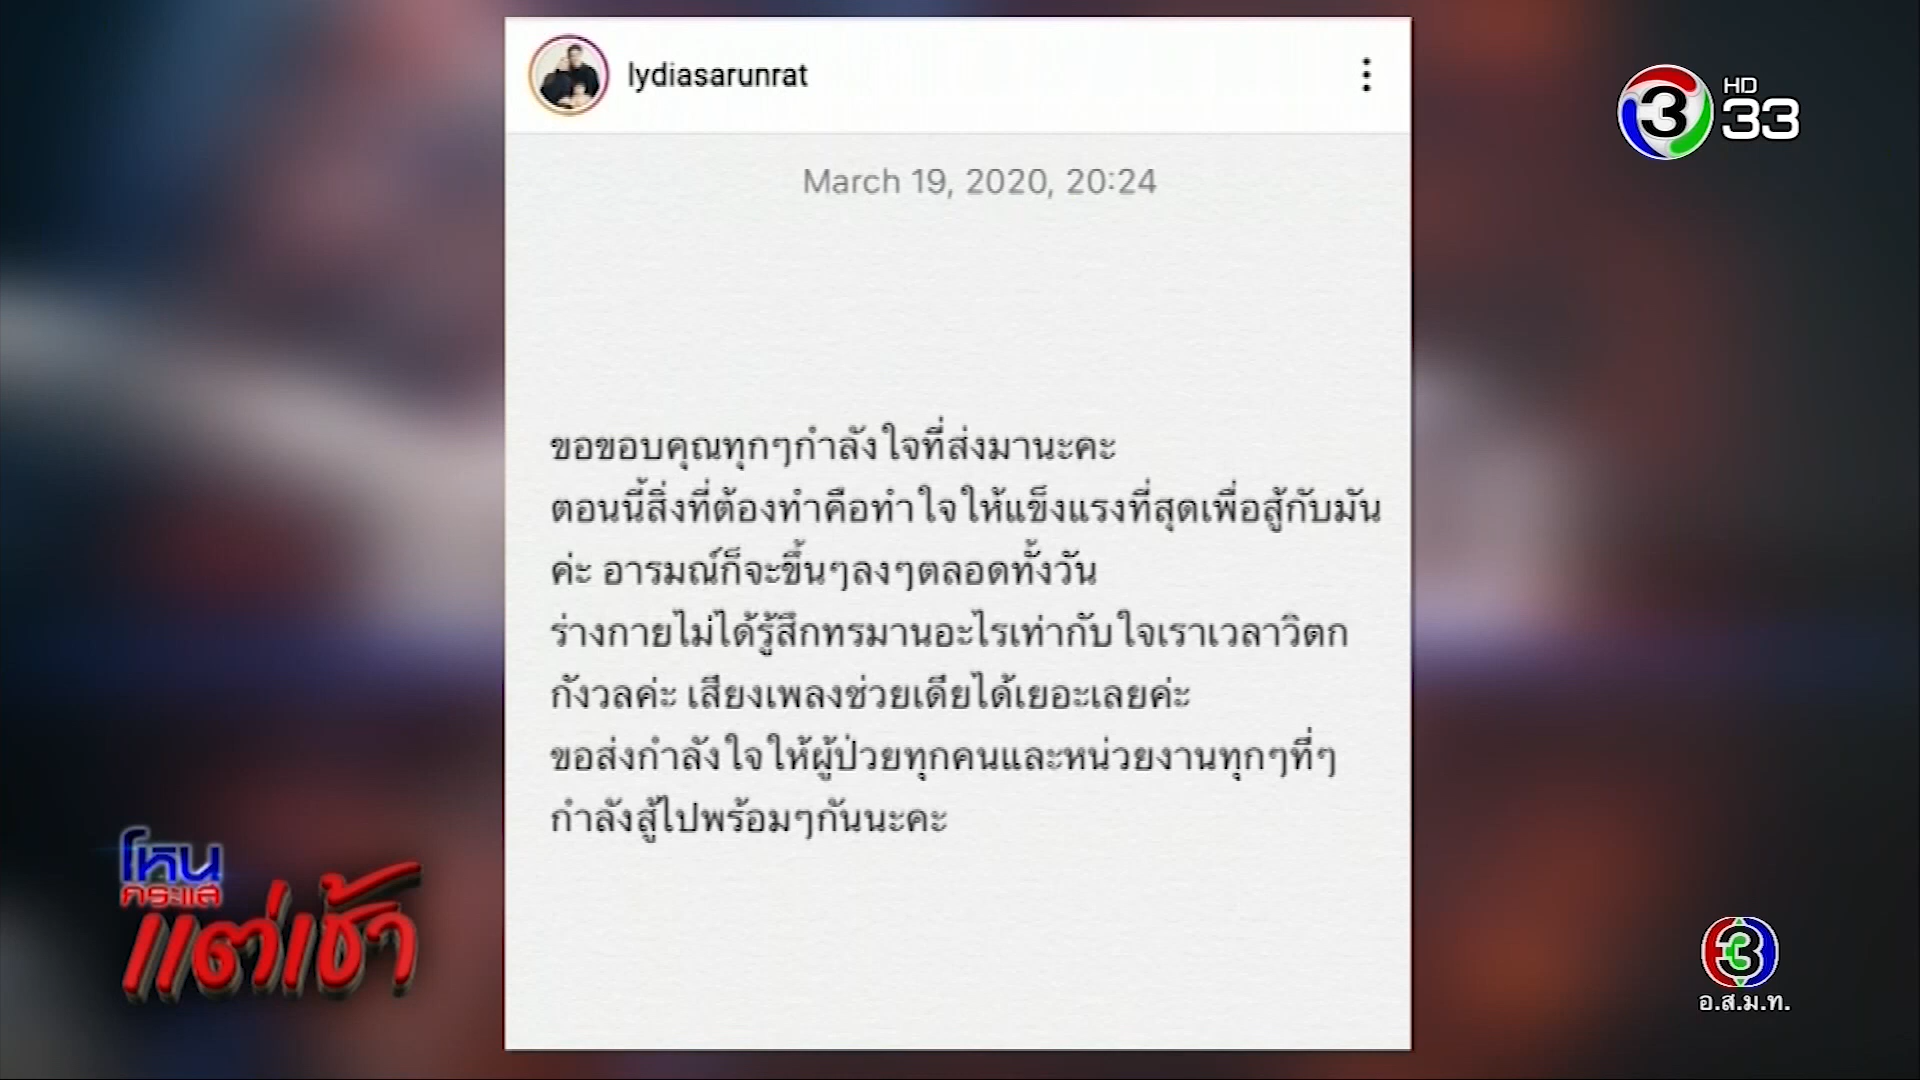 lydiasarunrat
March 19, 2020, 20:24
ขอขอบคุณทุกๆกำลังใจที่ส่งมานะคะ
ตอนนี้สิ่งที่ต้องทำคือทำใจให้แข็งแรงที่สุดเพื่อสู้กับมัน
ค่ะ อารมณ์ก็จะขึ้นๆลงๆตลอดทั้งวัน
ร่างกายไม่ได้รู้สึกทรมานอะไรเท่ากับใจเราเวลาวิตก
กังวลค่ะ เสียงเพลงช่วยเดียได้เยอะเลยค่ะ
ขอส่งกำลังใจให้ผู้ป่วยทุกคนและหน่วยงานทุกๆที่ๆ
กำลังสู้ไปพร้อมๆกันนะคะ
3 HD 33
โหน
กระแส
แต่เช้า
3
อ.ส.ม.ท.